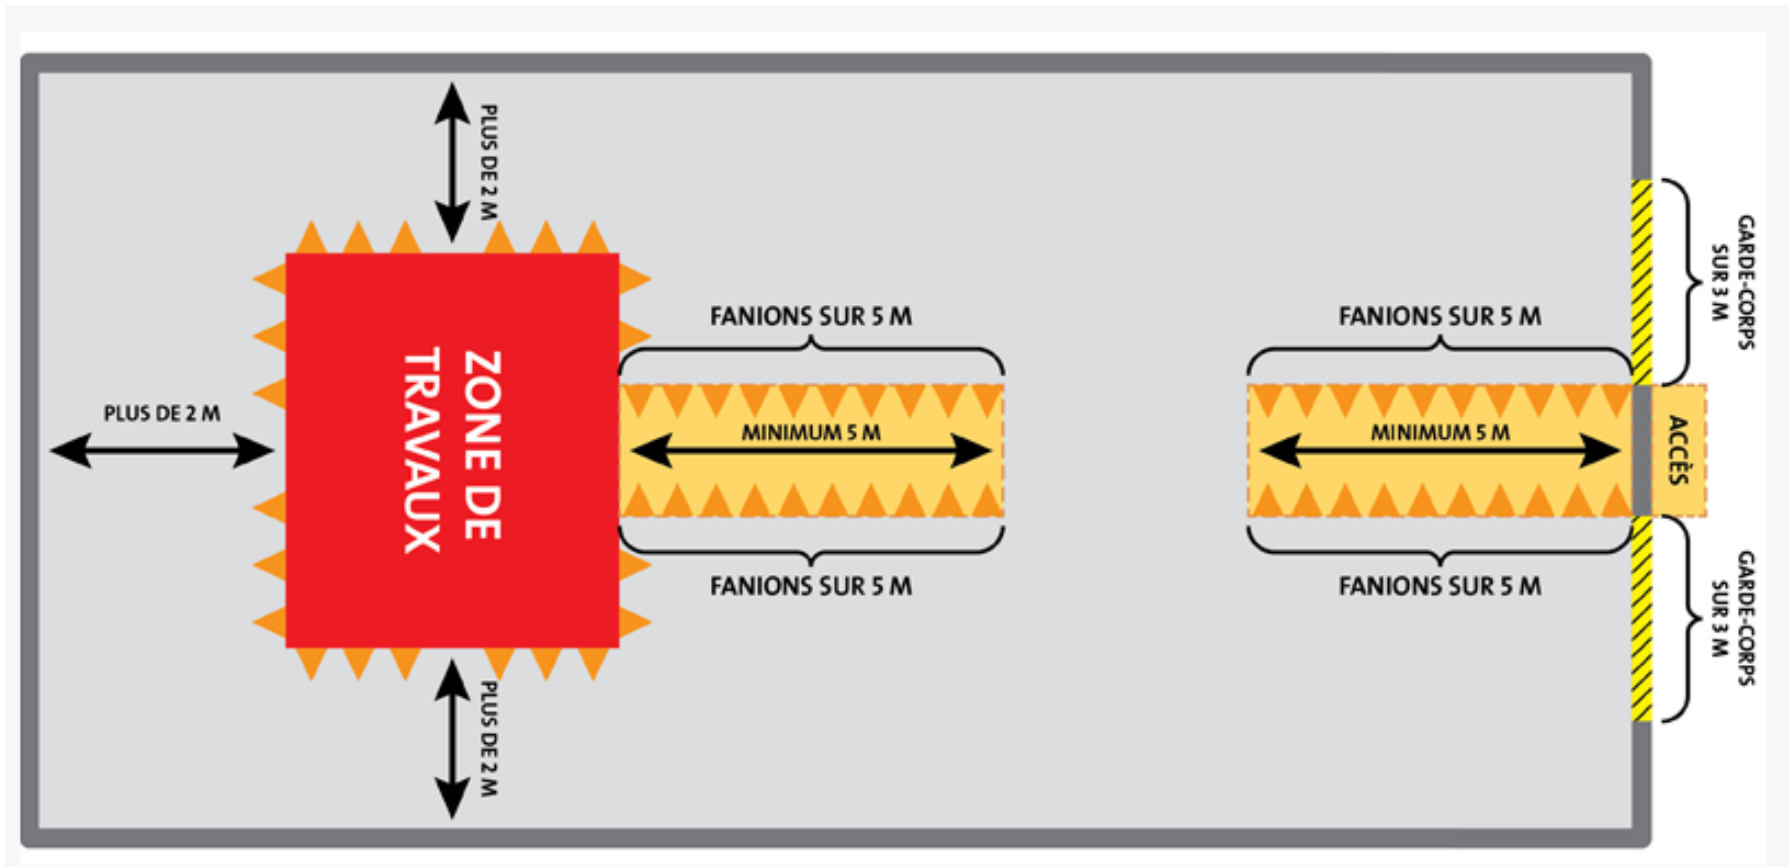 PLUS DE 2 M
GARDE-CORPS
SUR 3 M
FANIONS SUR 5 M
FANIONS SUR 5 M
ZONE DE
TRAVAUX
PLUS DE 2 M
MINIMUM 5 M
MINIMUM 5 M
ACCÈS
FANIONS SUR 5 M
FANIONS SUR 5 M
GARDE-CORPS
SUR 3 M
PLUS DE 2 M